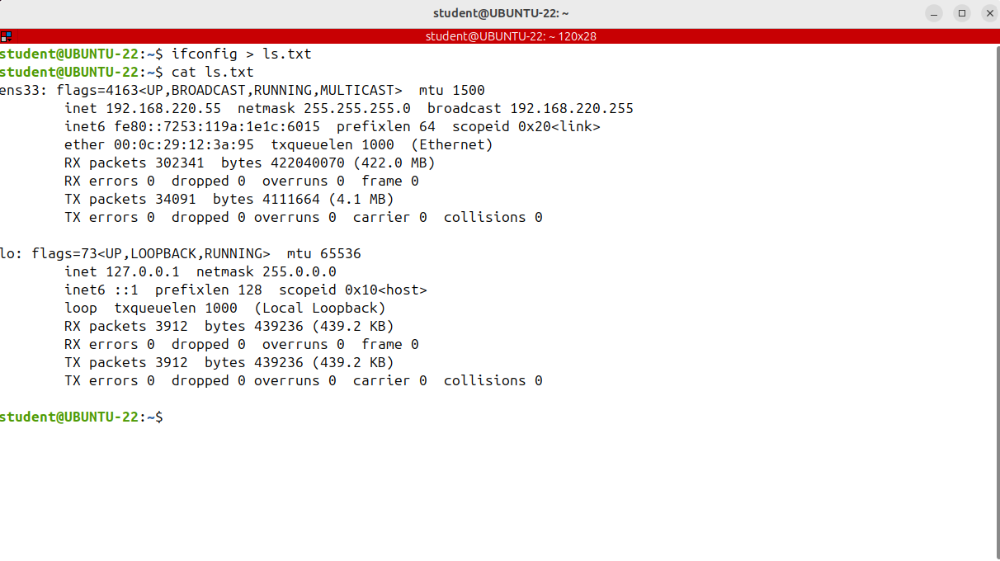 student@UBUNTU-22: ~
student@UBUNTU-22: ~ 120x28
student@UBUNTU-22:~$ ifconfig > ls.txt
student@UBUNTU-22:~$ cat ls.txt
ens33: flags=4163<UP,BROADCAST,RUNNING,MULTICAST>  mtu 1500
        inet 192.168.220.55  netmask 255.255.255.0  broadcast 192.168.220.255
        inet6 fe80::7253:119a:1e1c:6015  prefixlen 64  scopeid 0x20<link>
        ether 00:0c:29:12:3a:95  txqueuelen 1000  (Ethernet)
        RX packets 302341  bytes 422040070 (422.0 MB)
        RX errors 0  dropped 0  overruns 0  frame 0
        TX packets 34091  bytes 4111664 (4.1 MB)
        TX errors 0  dropped 0 overruns 0  carrier 0  collisions 0

lo: flags=73<UP,LOOPBACK,RUNNING>  mtu 65536
        inet 127.0.0.1  netmask 255.0.0.0
        inet6 ::1  prefixlen 128  scopeid 0x10<host>
        loop  txqueuelen 1000  (Local Loopback)
        RX packets 3912  bytes 439236 (439.2 KB)
        RX errors 0  dropped 0  overruns 0  frame 0
        TX packets 3912  bytes 439236 (439.2 KB)
        TX errors 0  dropped 0 overruns 0  carrier 0  collisions 0

student@UBUNTU-22:~$